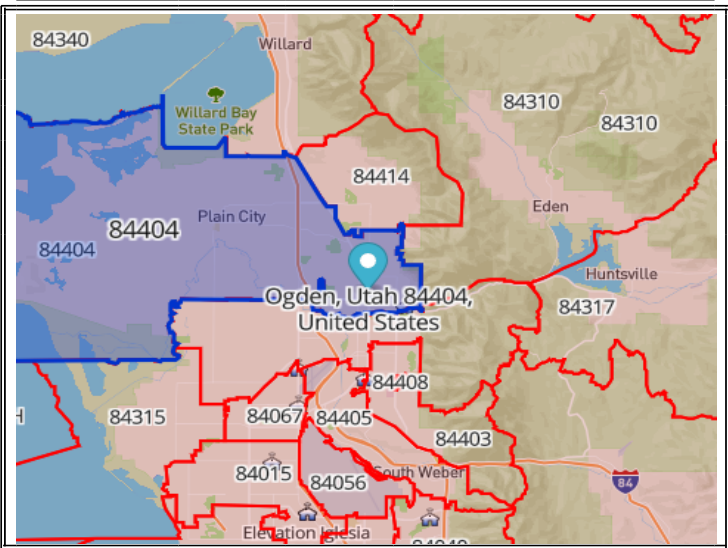 84340
Willard
Willard Bay
State Park
84310
84310
84414
Eden
84404
Plain City
84404
Huntsville
Ogden, Utah 84404,
United States
84317
84408
84315
84067
84405
84403
84015
84056
South Weber
84
Elevation Iglesia